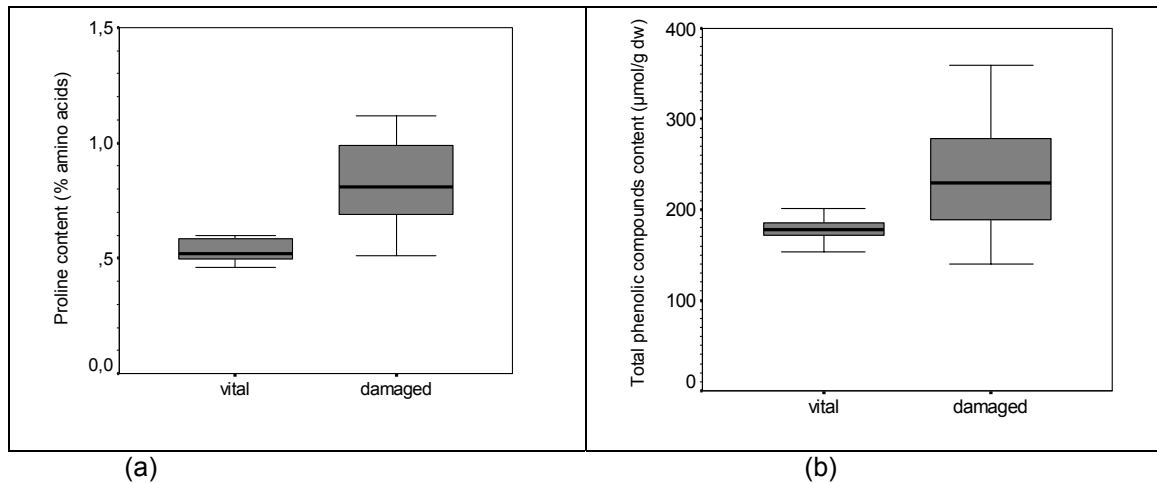 Proline content (% amino acids)
1,5
1,0
,5
0,0
vital damaged
Total phenolic compounds content (µmol/g dw)
400
300
200
100
0
vital damaged
(a) (b)